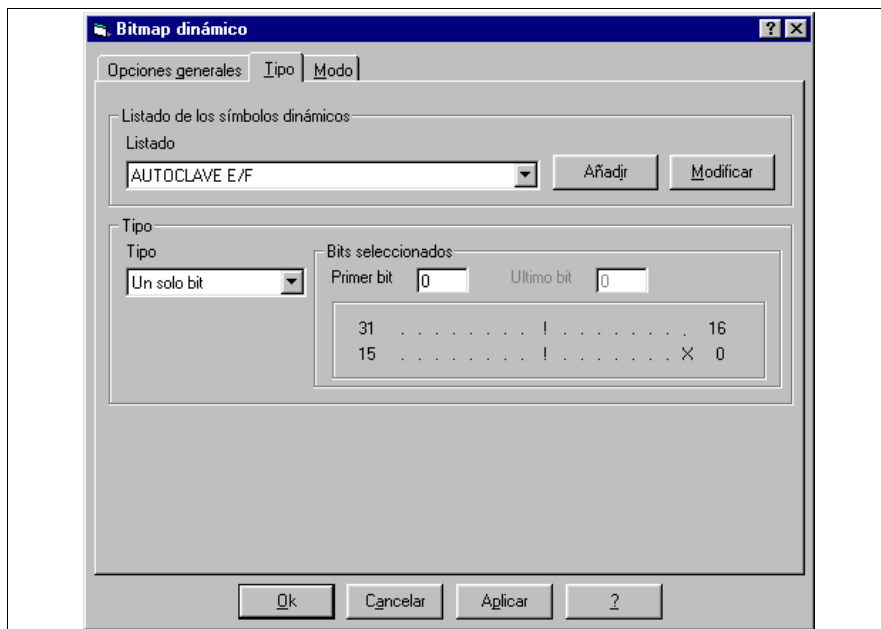 Bitmap dinámico
Opciones generales Tipo Modo
Listado de los símbolos dinámicos
Listado
AUTOCLAVE E/F Añadir Modificar
Tipo
Tipo Bits seleccionados
Un solo bit Primer bit 0 Ultimo bit 0
31 . . . . . . . . ! . . . . . . . . 16
15 . . . . . . . . ! . . . . . . . X 0
Ok Cancelar Aplicar ?